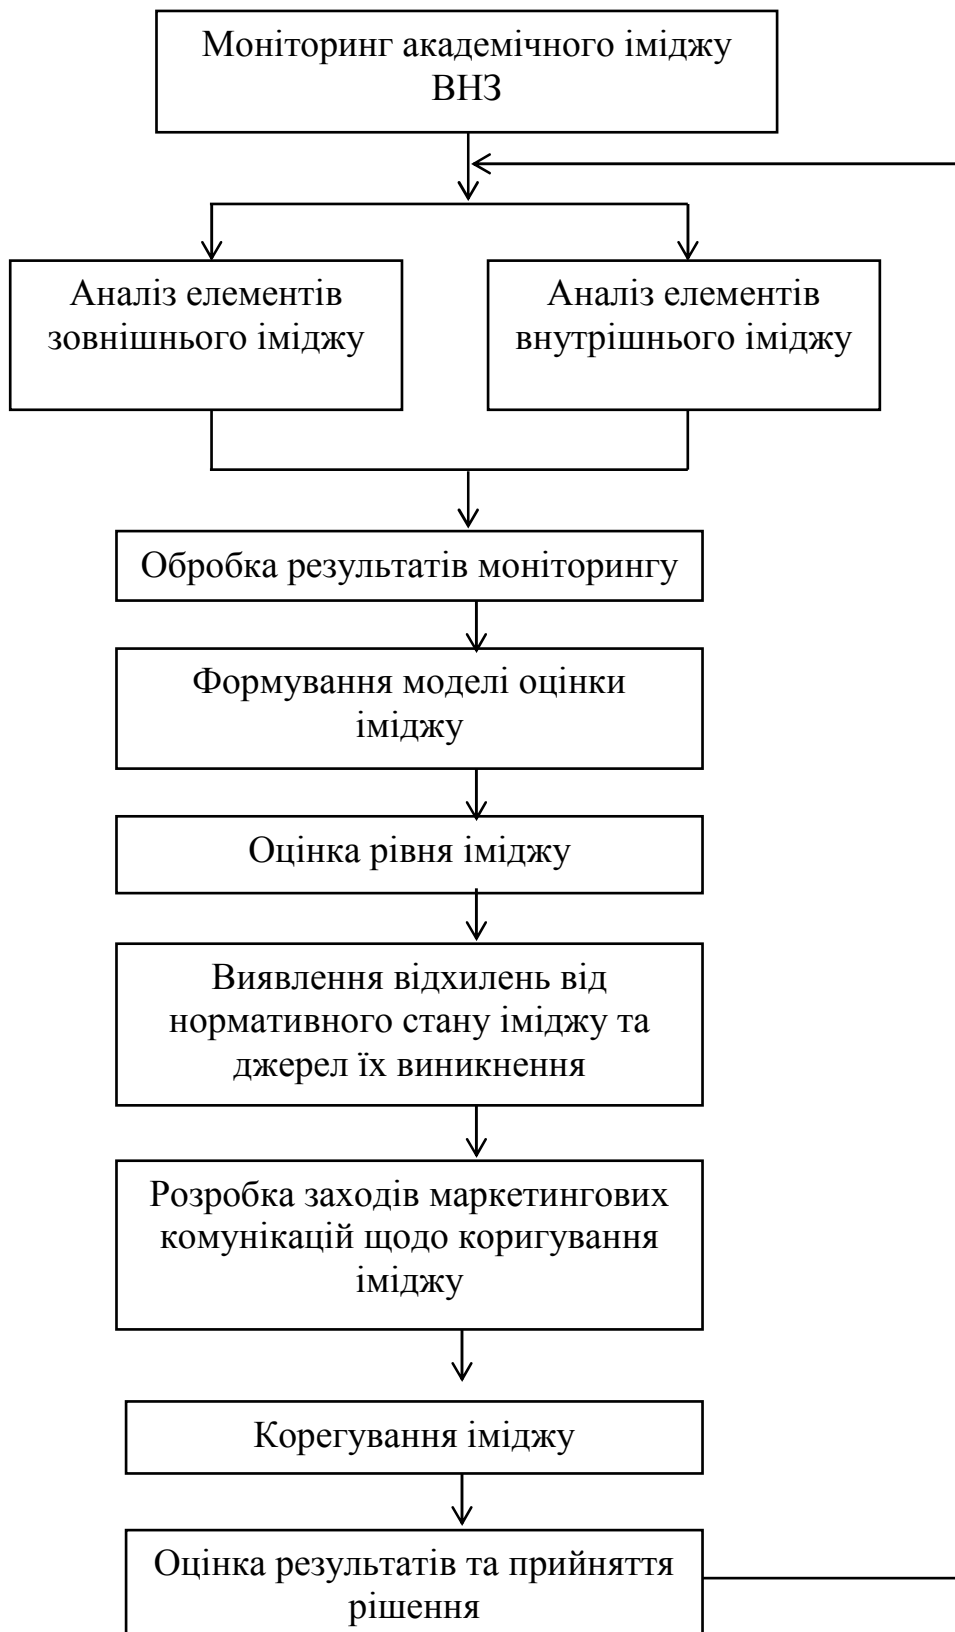 Моніторинг академічного іміджу
ВНЗ
Аналіз елементів
зовнішнього іміджу
Аналіз елементів
внутрішнього іміджу
Обробка результатів моніторингу
Формування моделі оцінки
іміджу
Оцінка рівня іміджу
Виявлення відхилень від
нормативного стану іміджу та
джерел їх виникнення
Розробка заходів маркетингових
комунікацій щодо коригування
іміджу
Корегування іміджу
Оцінка результатів та прийняття
рішення